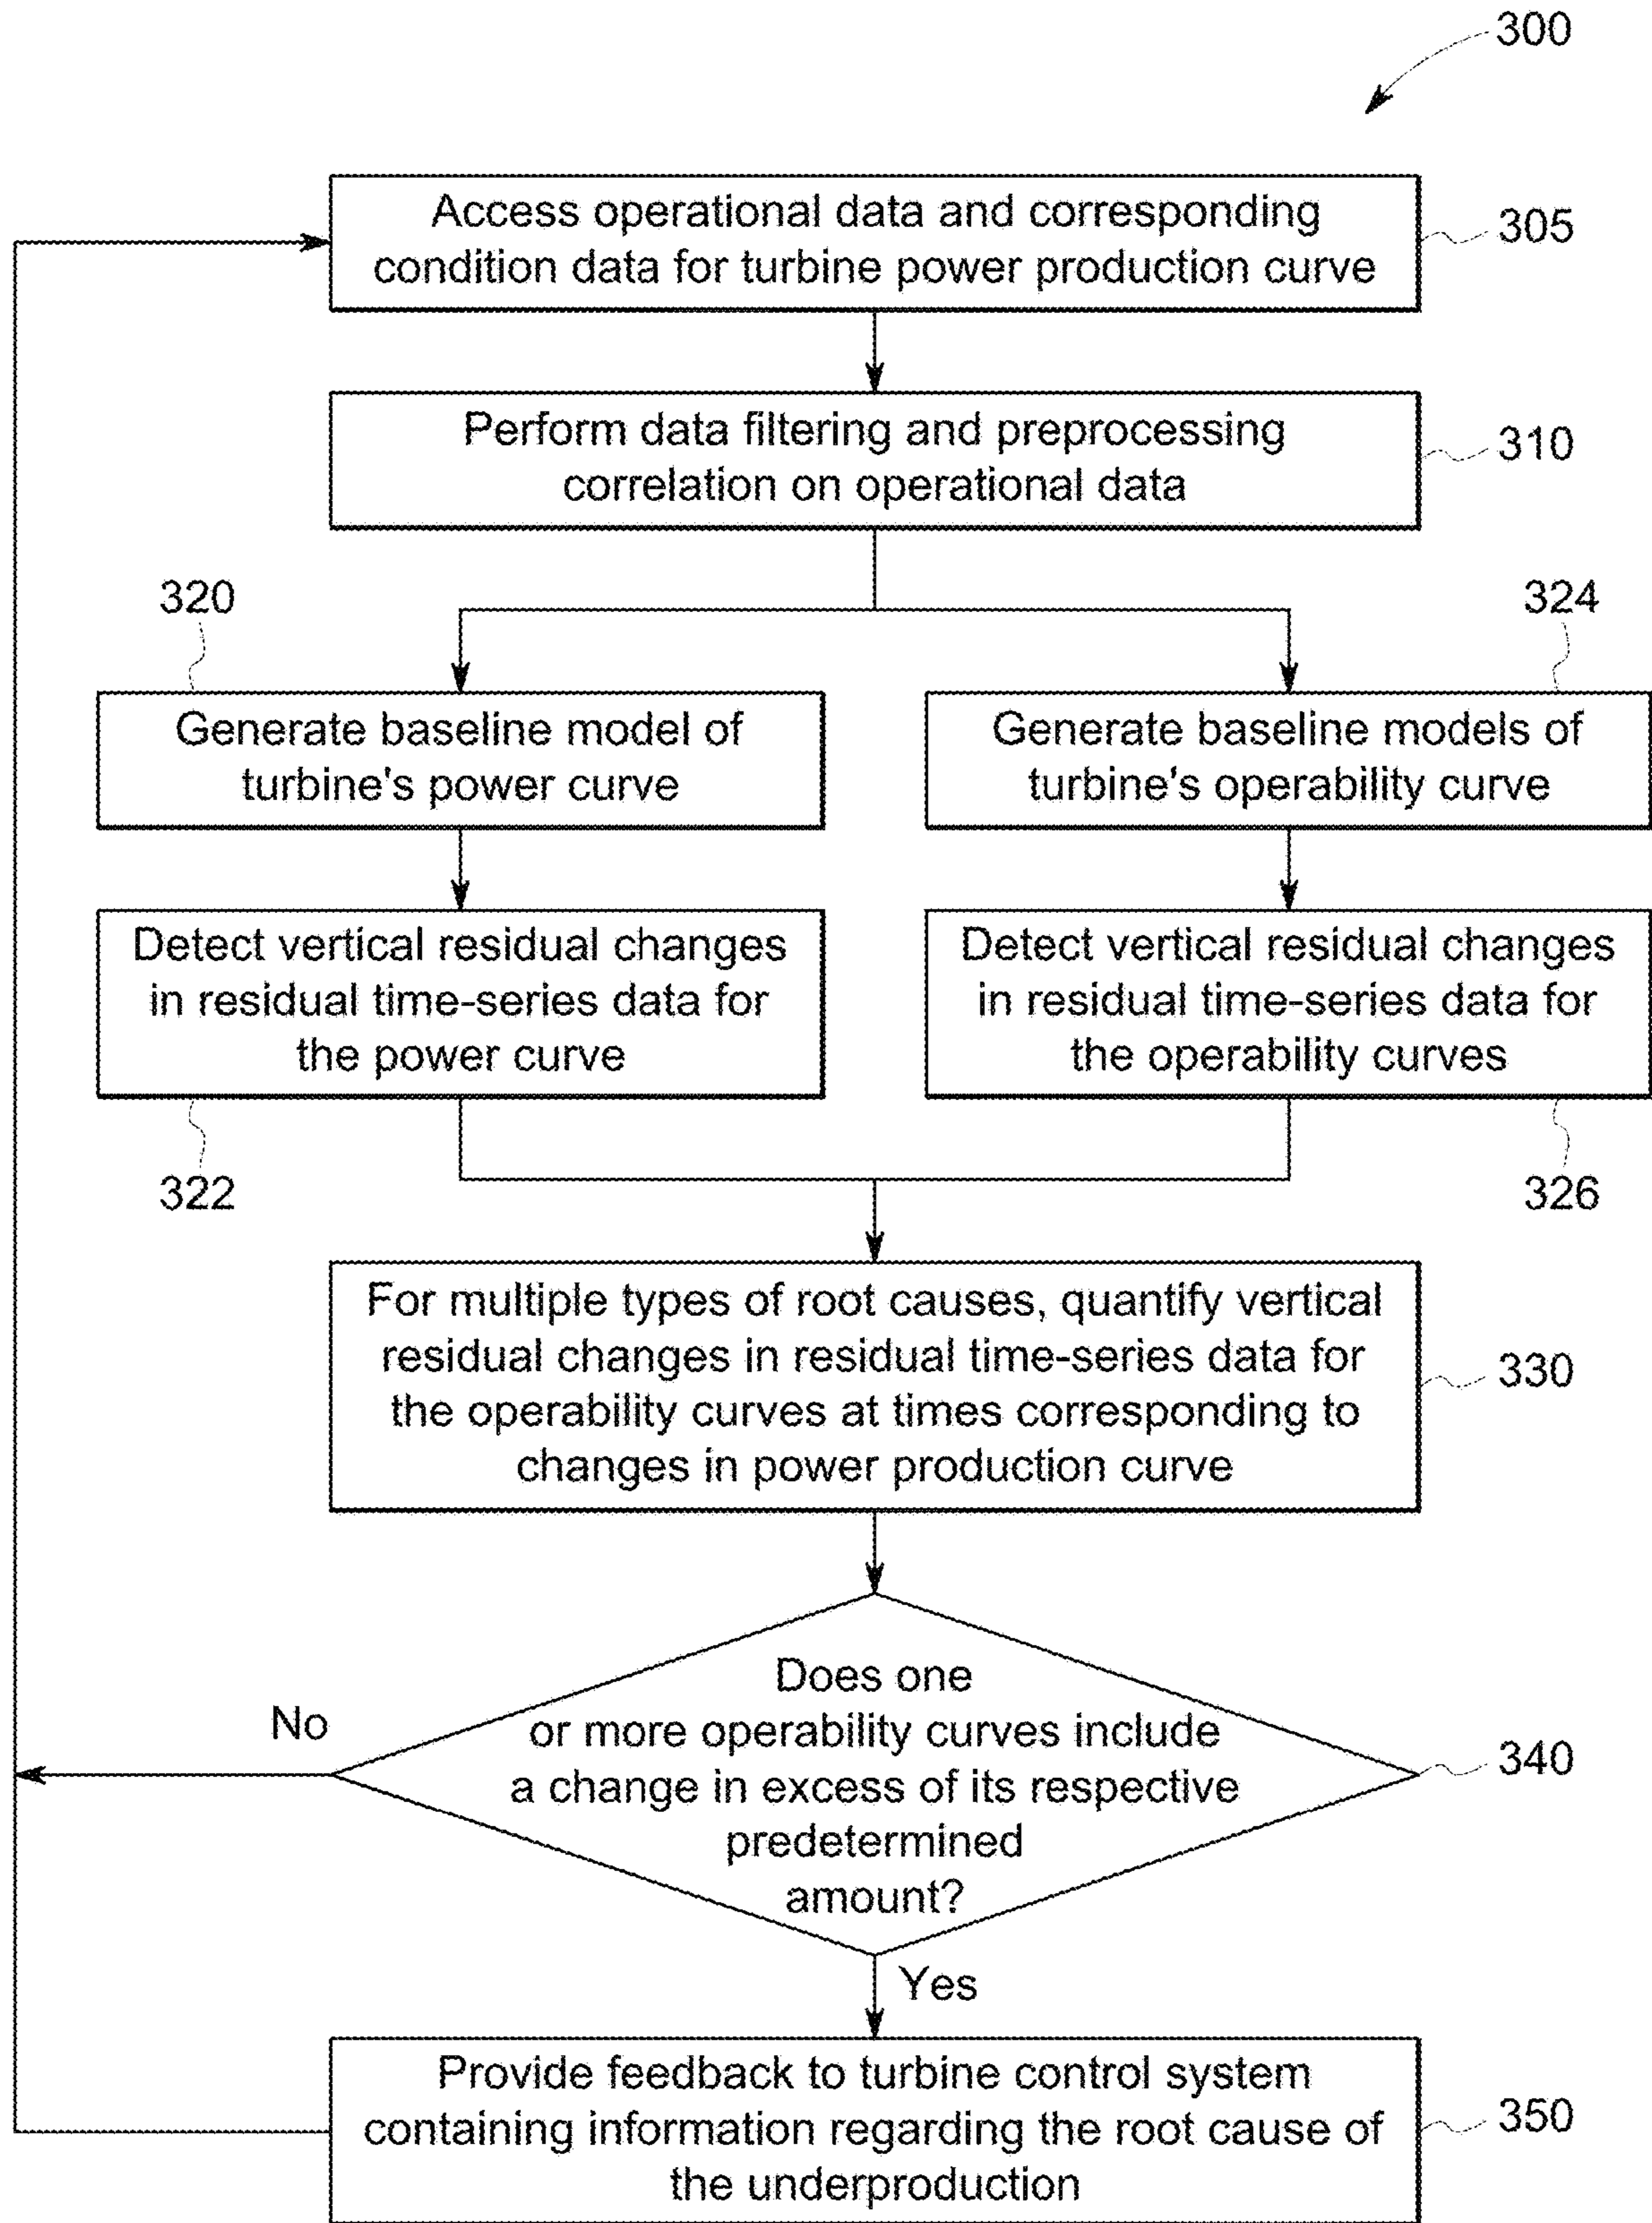 300
Access operational data and corresponding
condition data for turbine power production curve
305
Perform data filtering and preprocessing
correlation on operational data
310
320
324
Generate baseline model of
turbine's power curve
Generate baseline models of
turbine's operability curve
Detect vertical residual changes
in residual time-series data for
the power curve
Detect vertical residual changes
in residual time-series data for
the operability curves
322
326
For multiple types of root causes, quantify vertical
residual changes in residual time-series data for
the operability curves at times corresponding to
changes in power production curve
330
Does one
or more operability curves include
a change in excess of its respective
predetermined
amount?
340
No
Yes
Provide feedback to turbine control system
containing information regarding the root cause of
the underproduction
350